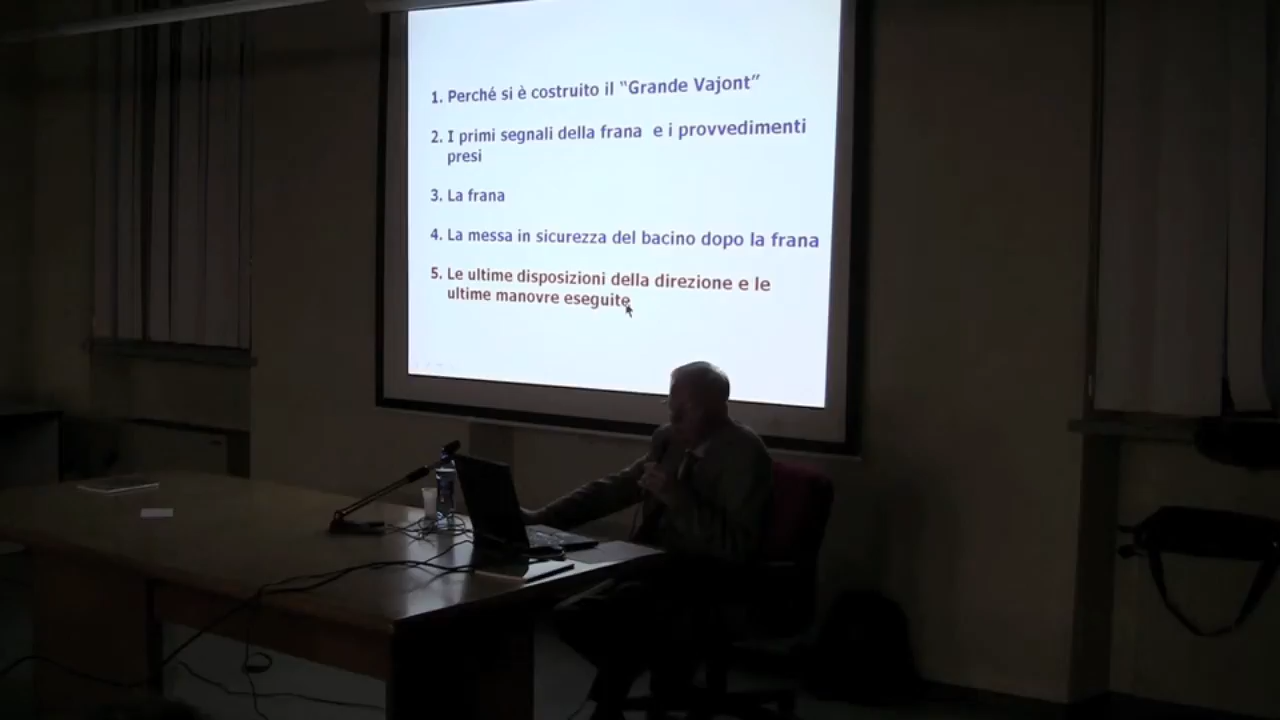 1. Perché si è costruito il “Grande Vajont”
2. I primi segnali della frana e i provvedimenti
presi
3. La frana
4. La messa in sicurezza del bacino dopo la frana
5. Le ultime disposizioni della direzione e le
ultime manovre eseguite